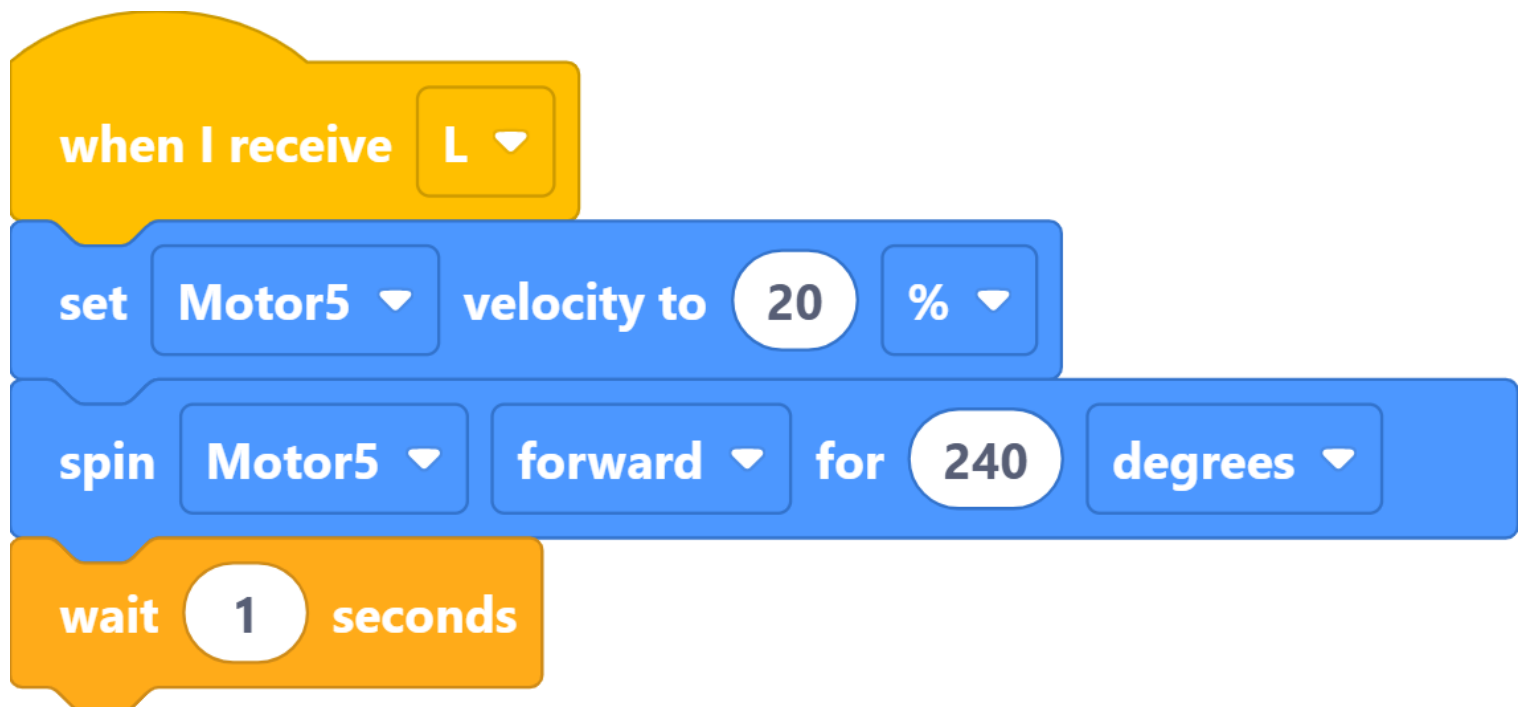 when I receive L
set Motor5 velocity to 20 %
spin Motor5 forward for 240 degrees
wait 1 seconds